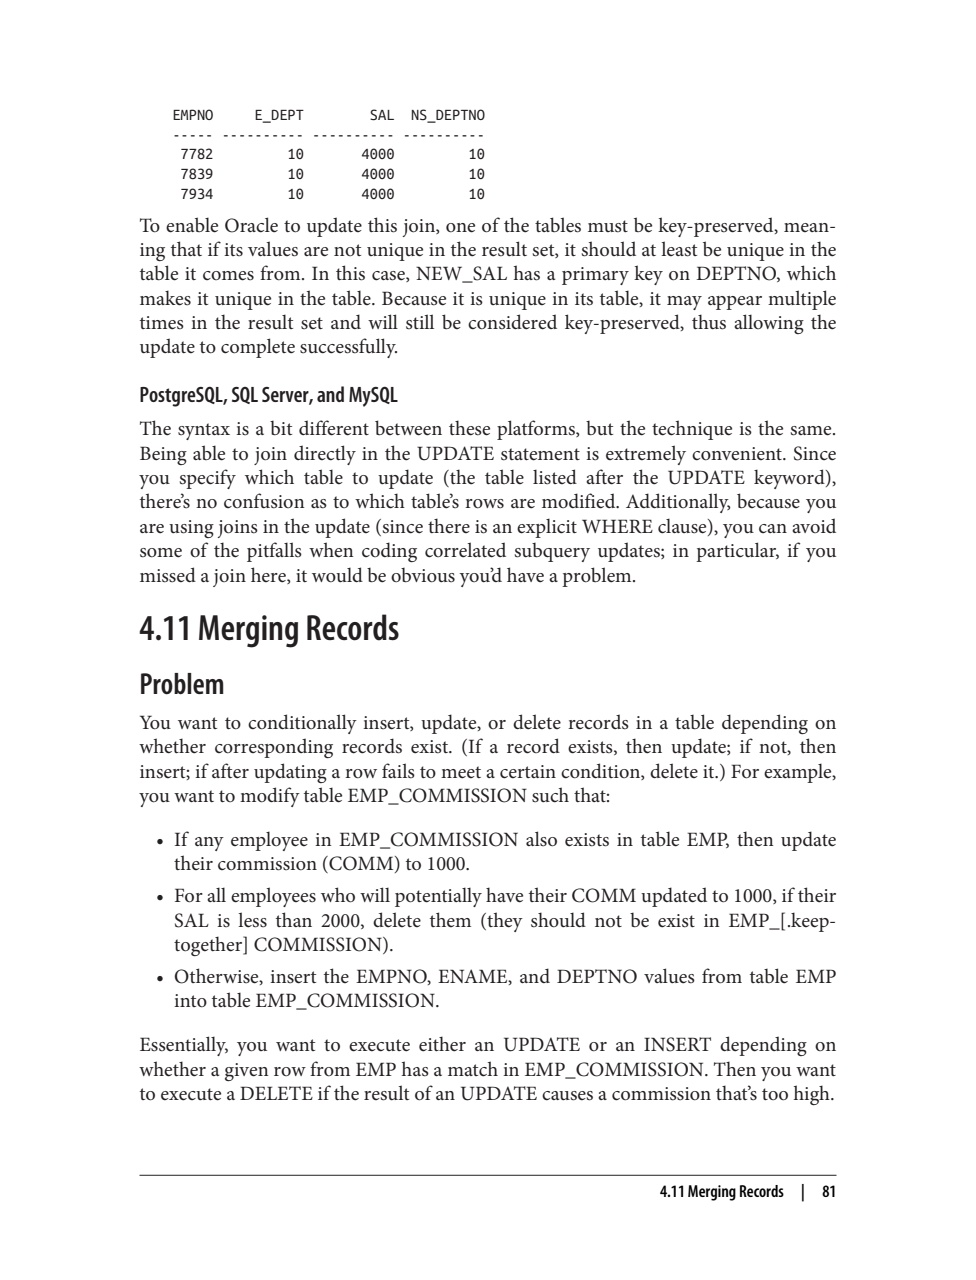 EMPNO     E_DEPT        SAL  NS_DEPTNO
----- ---------- ---------- ----------
 7782         10       4000         10
 7839         10       4000         10
 7934         10       4000         10
To enable Oracle to update this join, one of the tables must be key-preserved, mean-
ing that if its values are not unique in the result set, it should at least be unique in the
table it comes from. In this case, NEW_SAL has a primary key on DEPTNO, which
makes it unique in the table. Because it is unique in its table, it may appear multiple
times in the result set and will still be considered key-preserved, thus allowing the
update to complete successfully.
PostgreSQL, SQL Server, and MySQL
The syntax is a bit different between these platforms, but the technique is the same.
Being able to join directly in the UPDATE statement is extremely convenient. Since
you specify which table to update (the table listed after the UPDATE keyword),
there’s no confusion as to which table’s rows are modified. Additionally, because you
are using joins in the update (since there is an explicit WHERE clause), you can avoid
some of the pitfalls when coding correlated subquery updates; in particular, if you
missed a join here, it would be obvious you’d have a problem.
4.11 Merging Records
Problem
You want to conditionally insert, update, or delete records in a table depending on
whether corresponding records exist. (If a record exists, then update; if not, then
insert; if after updating a row fails to meet a certain condition, delete it.) For example,
you want to modify table EMP_COMMISSION such that:
• If any employee in EMP_COMMISSION also exists in table EMP, then update
their commission (COMM) to 1000.
• For all employees who will potentially have their COMM updated to 1000, if their
SAL is less than 2000, delete them (they should not be exist in EMP_[.keep-
together] COMMISSION).
• Otherwise, insert the EMPNO, ENAME, and DEPTNO values from table EMP
into table EMP_COMMISSION.
Essentially, you want to execute either an UPDATE or an INSERT depending on
whether a given row from EMP has a match in EMP_COMMISSION. Then you want
to execute a DELETE if the result of an UPDATE causes a commission that’s too high.
4.11 Merging Records | 81